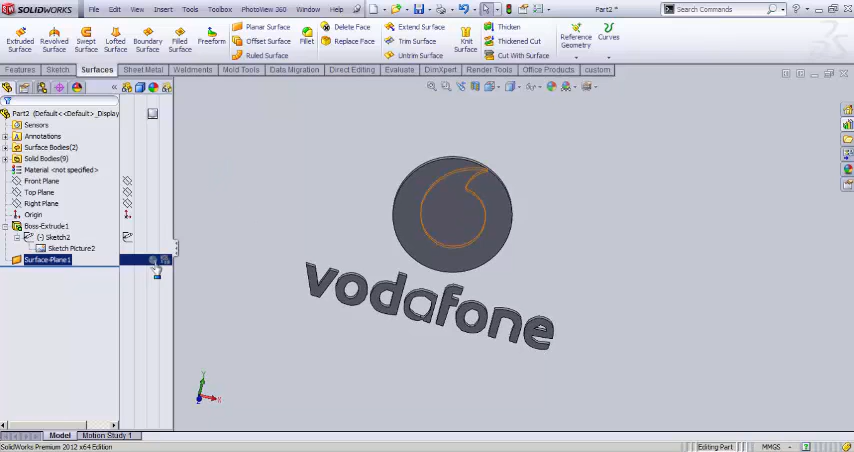 SOLIDWORKS File Edit View Insert Tools PhotoView 360 Window Help Part2 * Search Commands
Extruded Surface
Revolved Surface
Swept Surface
Lofted Surface
Boundary Surface
Filled Surface
Freeform
Planar Surface
Offset Surface
Ruled Surface
Fillet
Delete Face
Replace Face
Extend Surface
Trim Surface
Untrim Surface
Knit Surface
Thicken
Thickened Cut
Cut With Surface
Reference Geometry
Curves
Features Sketch Surfaces Sheet Metal Weldments Mold Tools Data Migration Direct Editing Evaluate DimXpert Render Tools Office Products custom
Part2 (Default<<Default>_Display
Sensors
Annotations
Surface Bodies(2)
Solid Bodies(9)
Material <not specified>
Front Plane
Top Plane
Right Plane
Origin
Boss-Extrude1
(-) Sketch2
Sketch Picture2
Surface-Plane1
vodafone
Y
X
Z
Model Motion Study 1
SolidWorks Premium 2012 x64 Edition Editing Part MMGS